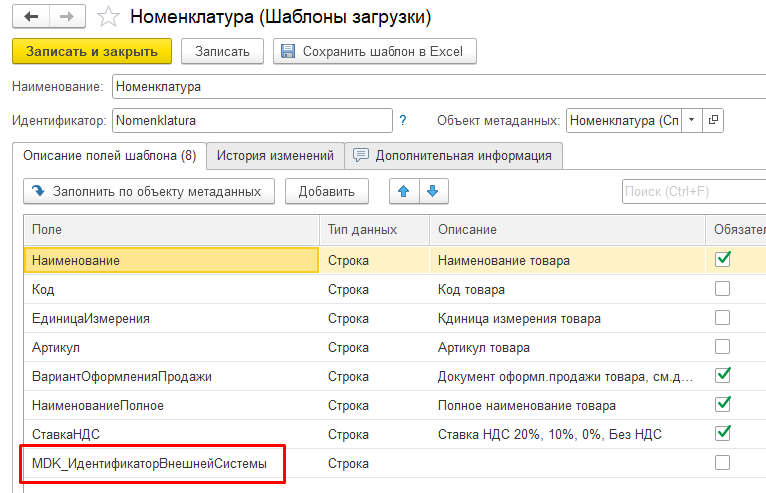 Номенклатура (Шаблоны загрузки)
Записать и закрыть Записать Сохранить шаблон в Excel
Наименование: Номенклатура
Идентификатор: Nomenklatura ? Объект метаданных: Номенклатура (Сп
Описание полей шаблона (8) История изменений Дополнительная информация
Заполнить по объекту метаданных Добавить Поиск (Ctrl+F)
Поле Тип данных Описание Обязател
Наименование Строка Наименование товара
Код Строка Код товара
ЕдиницаИзмерения Строка Кдиница измерения товара
Артикул Строка Артикул товара
ВариантОформленияПродажи Строка Документ оформл.продажи товара, см.д...
НаименованиеПолное Строка Полное наименование товара
СтавкаНДС Строка Ставка НДС 20%, 10%, 0%, Без НДС
MDK_ИдентификаторВнешнейСистемы Строка